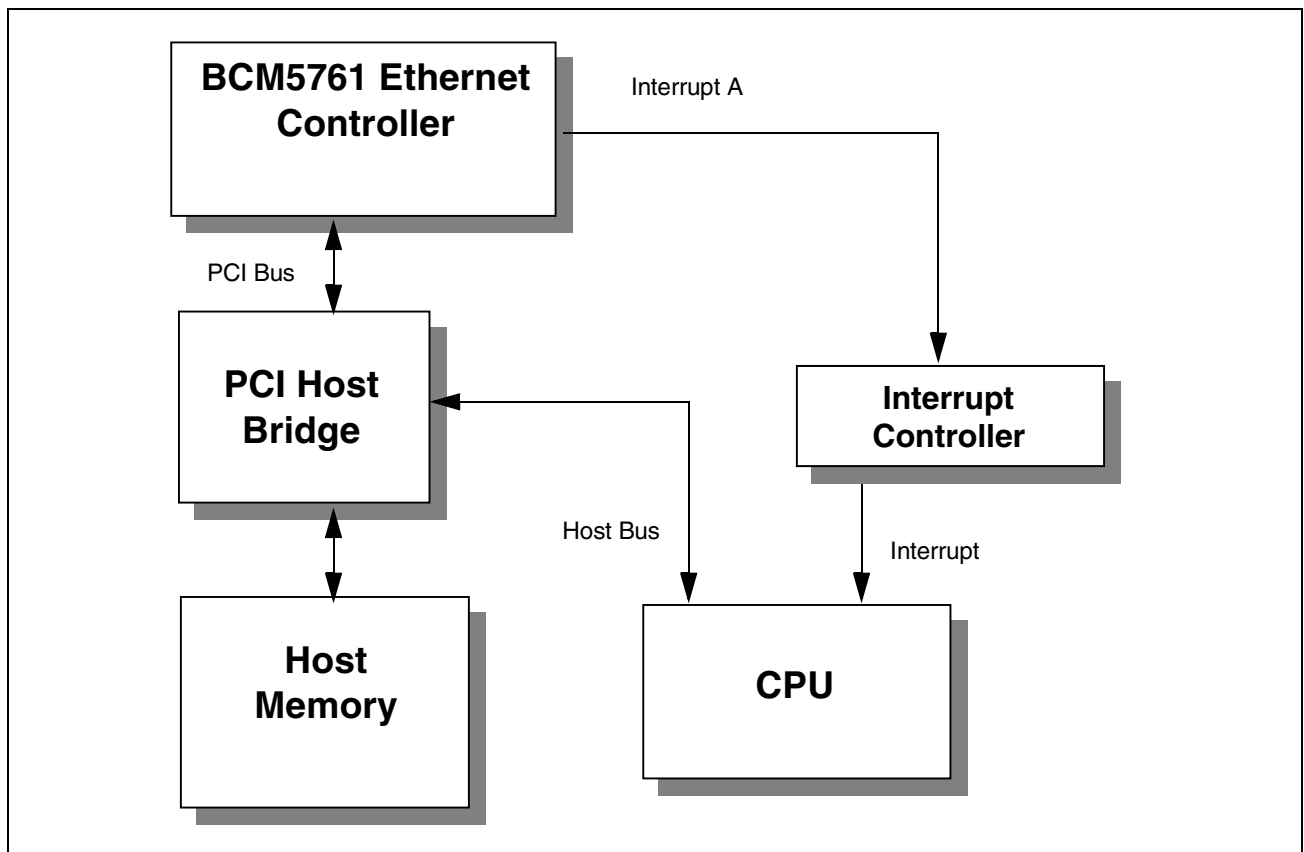 BCM5761 Ethernet
Controller
Interrupt A
PCI Bus
PCI Host
Bridge
Interrupt
Controller
Host Bus
Interrupt
Host
Memory
CPU